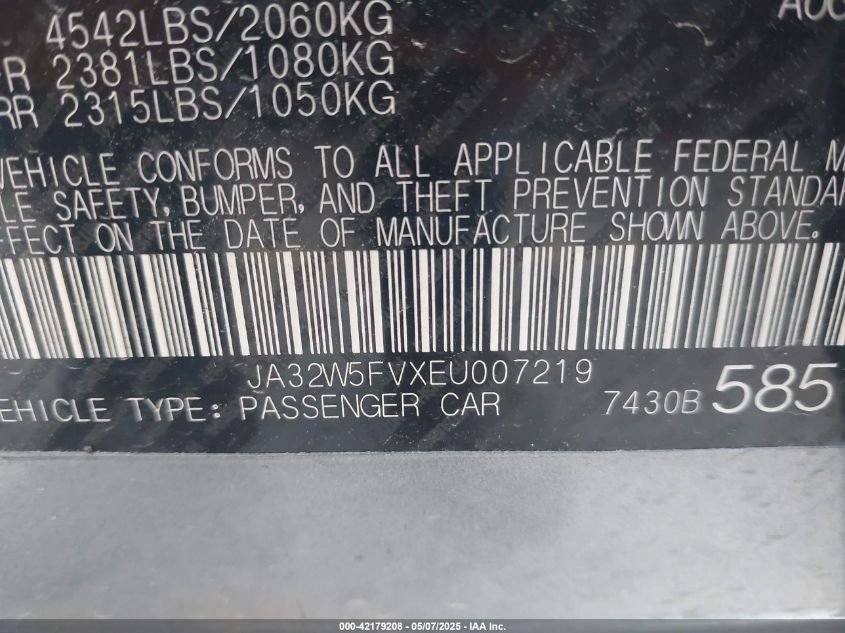 4542LBS/2060KG
2381LBS/1080KG
RR 2315LBS/1050KG
VEHICLE CONFORMS TO ALL APPLICABLE FEDERAL M
LE SAFETY, BUMPER, AND THEFT PREVENTION STANDAR
FFECT ON THE DATE OF MANUFACTURE SHOWN ABOVE.
JA32W5FVXEU007219
EHICLE TYPE: PASSENGER CAR 7430B 585
000-42179208 - 05/07/2025 - IAA Inc.